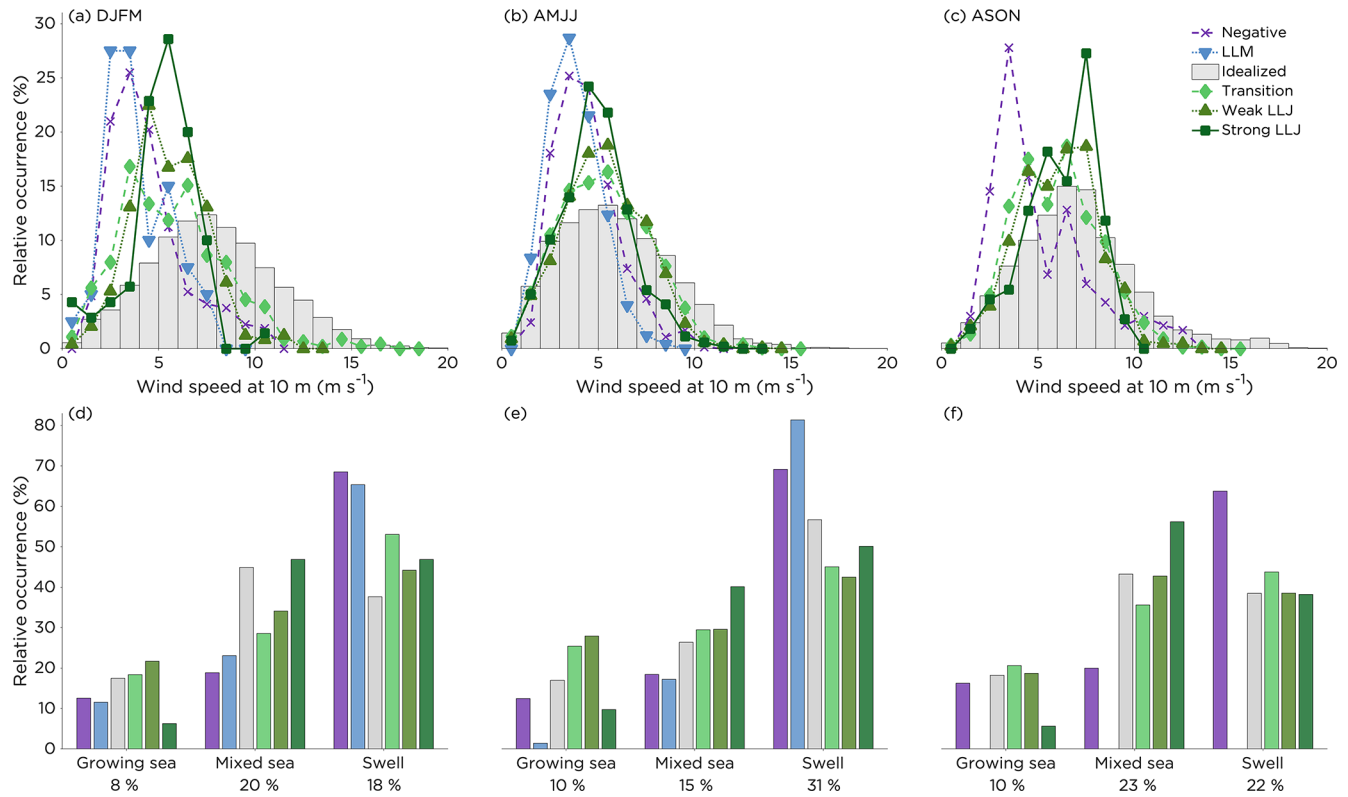 (a) DJFM
(b) AMJJ
(c) ASON
Negative
LLM
Idealized
Transition
Weak LLJ
Strong LLJ
Relative occurrence (%)
30
25
20
15
10
5
0
0 5 10 15 20
0 5 10 15 20
0 5 10 15 20
Wind speed at 10 m (m s⁻¹)
Wind speed at 10 m (m s⁻¹)
Wind speed at 10 m (m s⁻¹)
(d)
(e)
(f)
Relative occurrence (%)
80
70
60
50
40
30
20
10
0
Growing sea Mixed sea Swell
8 % 20 % 18 %
Growing sea Mixed sea Swell
10 % 15 % 31 %
Growing sea Mixed sea Swell
10 % 23 % 22 %